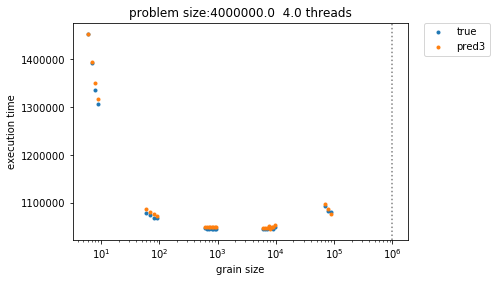 problem size:4000000.0  4.0 threads
true
pred3
execution time
1400000
1300000
1200000
1100000
10^1
10^2
10^3
10^4
10^5
10^6
grain size